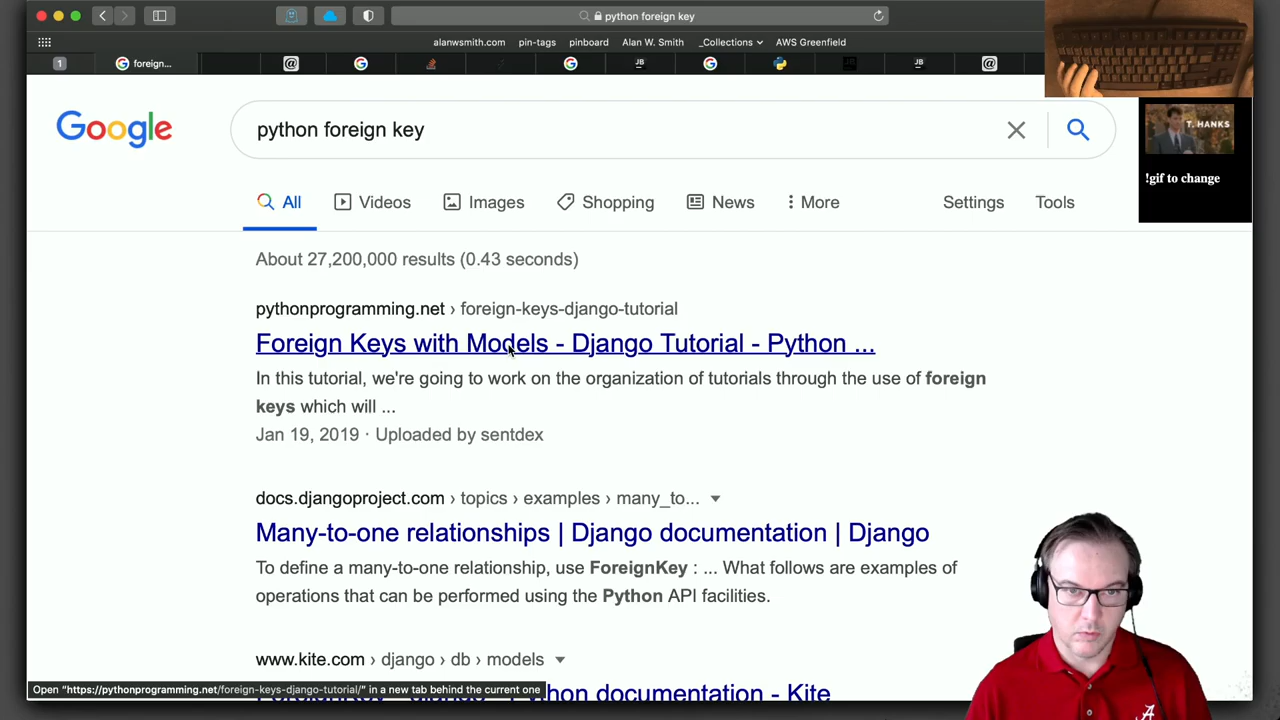 python foreign key
alanwsmith.com
pin-tags
pinboard
Alan W. Smith
_Collections
AWS Greenfield
1
foreign...
JB
JB
JB
Google
python foreign key
T. HANKS
!gif to change
All
Videos
Images
Shopping
News
More
Settings
Tools
About 27,200,000 results (0.43 seconds)
pythonprogramming.net › foreign-keys-django-tutorial
Foreign Keys with Models - Django Tutorial - Python ...
In this tutorial, we're going to work on the organization of tutorials through the use of foreign
keys which will ...
Jan 19, 2019 · Uploaded by sentdex
docs.djangoproject.com › topics › examples › many_to...
Many-to-one relationships | Django documentation | Django
To define a many-to-one relationship, use ForeignKey : ... What follows are examples of
operations that can be performed using the Python API facilities.
www.kite.com › django › db › models
Open "https://pythonprogramming.net/foreign-keys-django-tutorial/" in a new tab behind the current one
documentation - Kite
A